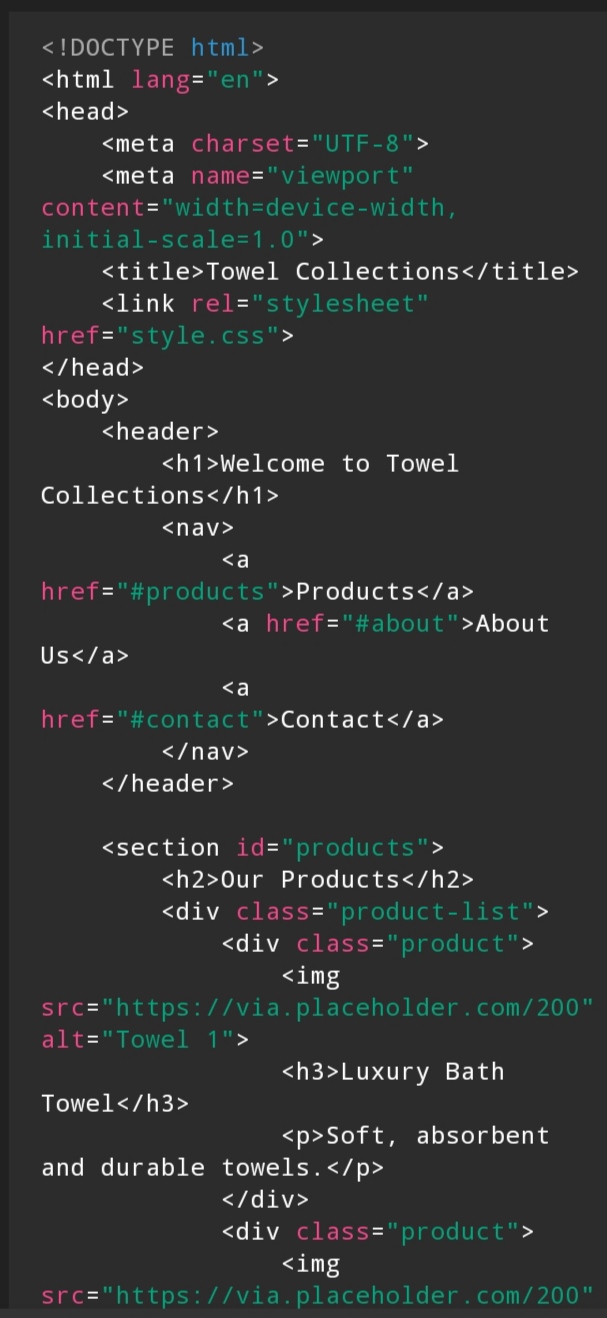 <!DOCTYPE html>
<html lang="en">
<head>
    <meta charset="UTF-8">
    <meta name="viewport"
content="width=device-width,
initial-scale=1.0">
    <title>Towel Collections</title>
    <link rel="stylesheet"
href="style.css">
</head>
<body>
    <header>
        <h1>Welcome to Towel
Collections</h1>
        <nav>
            <a
href="#products">Products</a>
            <a href="#about">About
Us</a>
            <a
href="#contact">Contact</a>
        </nav>
    </header>

    <section id="products">
        <h2>Our Products</h2>
        <div class="product-list">
            <div class="product">
                <img
src="https://via.placeholder.com/200"
alt="Towel 1">
                <h3>Luxury Bath
Towel</h3>
                <p>Soft, absorbent
and durable towels.</p>
            </div>
            <div class="product">
                <img
src="https://via.placeholder.com/200"